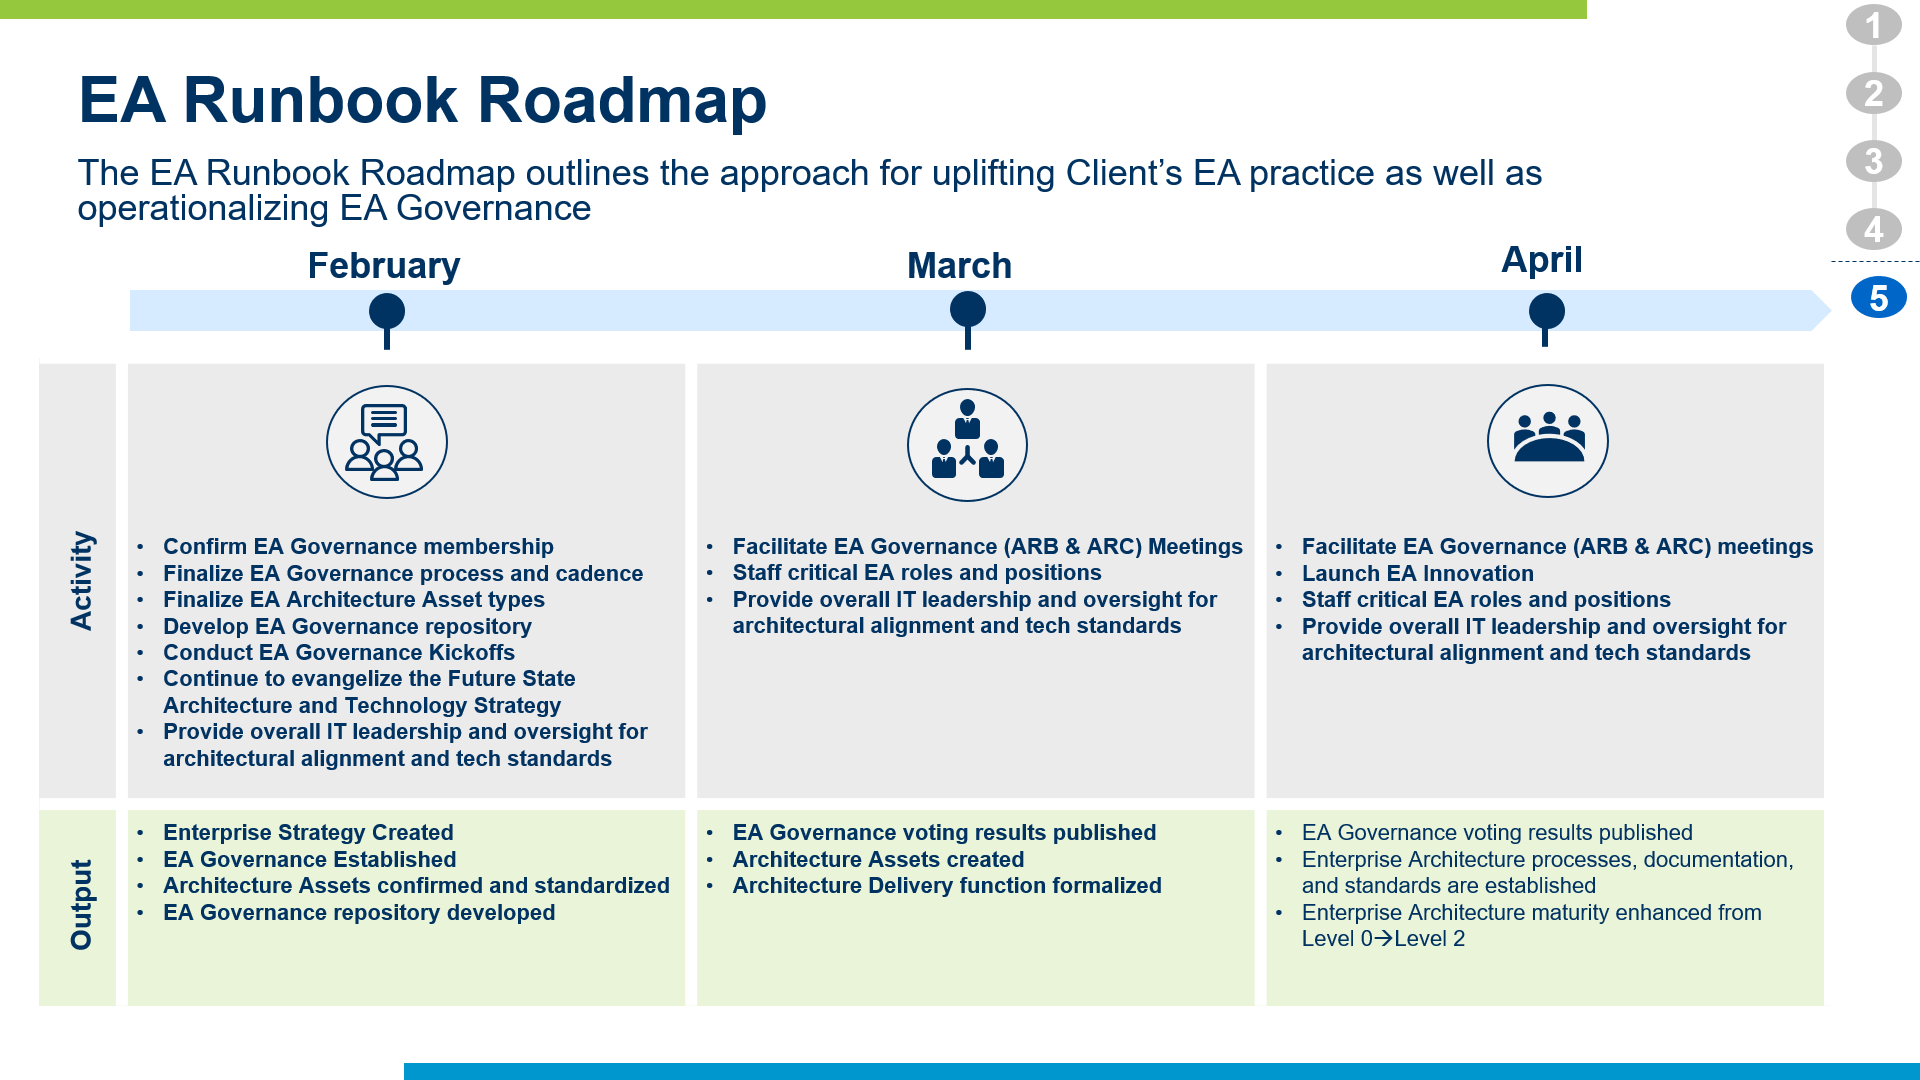 EA Runbook Roadmap
The EA Runbook Roadmap outlines the approach for uplifting Client’s EA practice as well as
operationalizing EA Governance
1
2
3
4
5
February
March
April
Activity
• Confirm EA Governance membership
• Finalize EA Governance process and cadence
• Finalize EA Architecture Asset types
• Develop EA Governance repository
• Conduct EA Governance Kickoffs
• Continue to evangelize the Future State
Architecture and Technology Strategy
• Provide overall IT leadership and oversight for
architectural alignment and tech standards
• Facilitate EA Governance (ARB & ARC) Meetings
• Staff critical EA roles and positions
• Provide overall IT leadership and oversight for
architectural alignment and tech standards
• Facilitate EA Governance (ARB & ARC) meetings
• Launch EA Innovation
• Staff critical EA roles and positions
• Provide overall IT leadership and oversight for
architectural alignment and tech standards
Output
• Enterprise Strategy Created
• EA Governance Established
• Architecture Assets confirmed and standardized
• EA Governance repository developed
• EA Governance voting results published
• Architecture Assets created
• Architecture Delivery function formalized
• EA Governance voting results published
• Enterprise Architecture processes, documentation,
and standards are established
• Enterprise Architecture maturity enhanced from
Level 0→Level 2